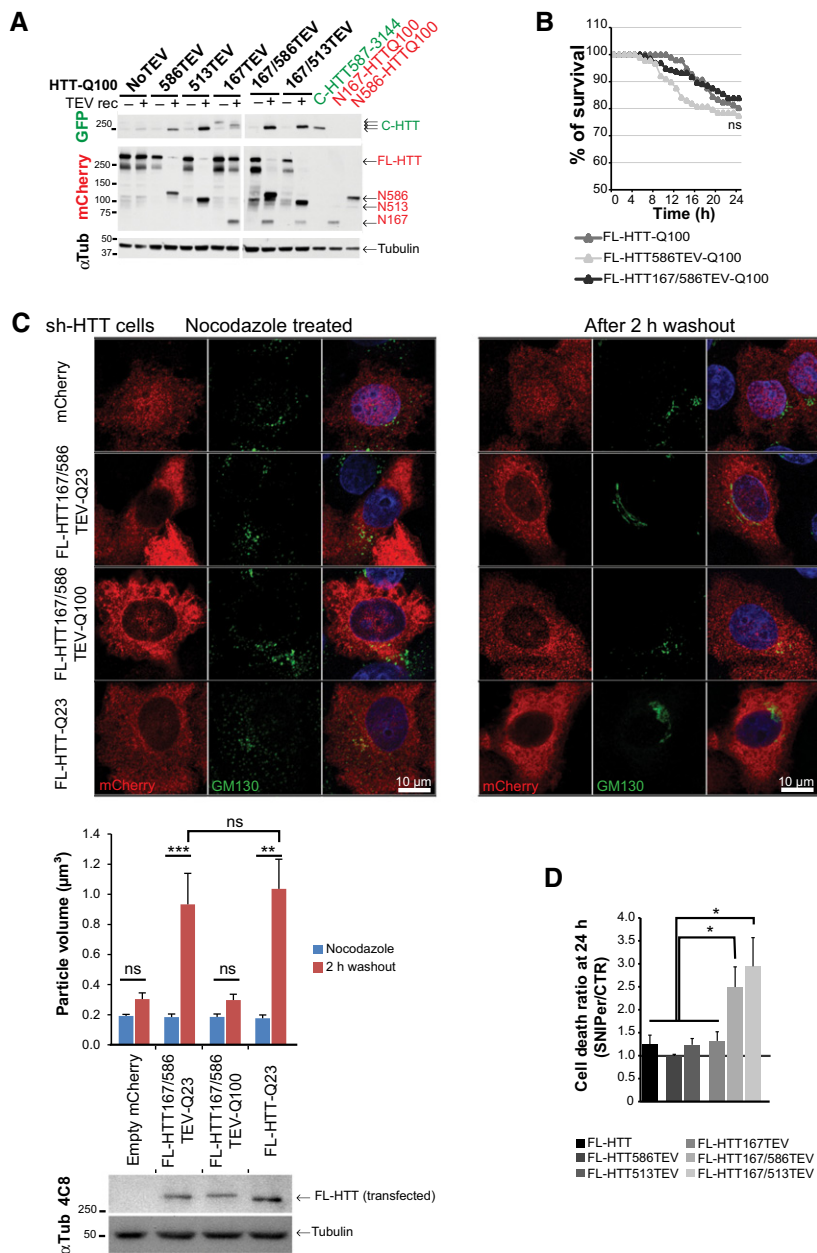 A
HTT-Q100
NoTEV
586TEV
513TEV
167TEV
167/586TEV
167/513TEV
C-HTT587-3144
N167-HTTQ100
N586-HTTQ100
TEV rec – + – + – + – + – + – +
GFP
250
C-HTT
mCherry
250
150
100
75
FL-HTT
N586
N513
N167
αTub
50
37
Tubulin
B
% of survival
100
90
80
70
60
50
ns
0 4 8 12 16 20 24
Time (h)
FL-HTT-Q100
FL-HTT586TEV-Q100
FL-HTT167/586TEV-Q100
C
sh-HTT cells
Nocodazole treated
After 2 h washout
mCherry
FL-HTT167/586
TEV-Q23
FL-HTT167/586
TEV-Q100
FL-HTT-Q23
mCherry
GM130
10 µm
mCherry
GM130
10 µm
Particle volume (µm³)
1.4
1.2
1.0
0.8
0.6
0.4
0.2
0
ns
***
ns
**
ns
Nocodazole
2 h washout
Empty mCherry
FL-HTT167/586
TEV-Q23
FL-HTT167/586
TEV-Q100
FL-HTT-Q23
4C8
250
FL-HTT (transfected)
αTub
50
Tubulin
D
Cell death ratio at 24 h
(SNIPer/CTR)
4.0
3.5
3.0
2.5
2.0
1.5
1.0
0.5
0
*
*
FL-HTT
FL-HTT586TEV
FL-HTT513TEV
FL-HTT167TEV
FL-HTT167/586TEV
FL-HTT167/513TEV